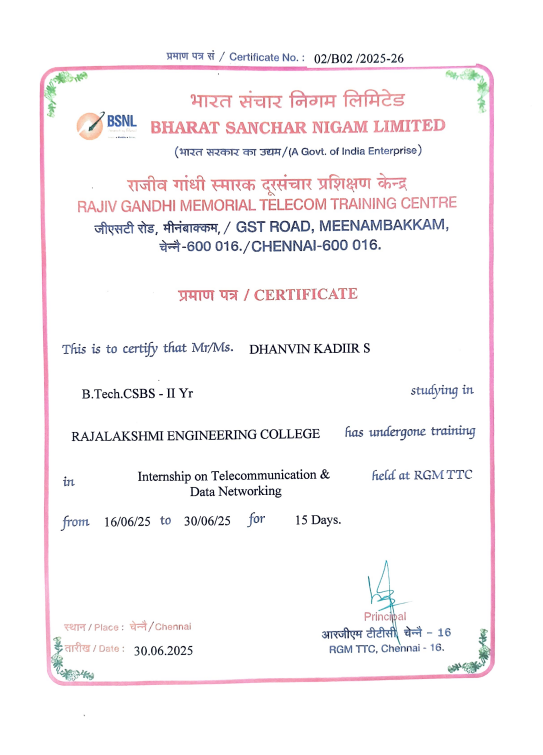 प्रमाण पत्र सं / Certificate No. : 02/B02 /2025-26
भारत संचार निगम लिमिटेड
BSNL
BHARAT SANCHAR NIGAM LIMITED
(भारत सरकार का उद्यम/(A Govt. of India Enterprise)
राजीव गांधी स्मारक दूरसंचार प्रशिक्षण केन्द्र
RAJIV GANDHI MEMORIAL TELECOM TRAINING CENTRE
जीएसटी रोड, मीनंबाक्कम, / GST ROAD, MEENAMBAKKAM,
चेन्नै-600 016./CHENNAI-600 016.
प्रमाण पत्र / CERTIFICATE
This is to certify that Mr/Ms. DHANVIN KADIIR S
B.Tech.CSBS - II Yr studying in
RAJALAKSHMI ENGINEERING COLLEGE has undergone training
in Internship on Telecommunication & held at RGM TTC
Data Networking
from 16/06/25 to 30/06/25 for 15 Days.
Principal
स्थान / Place : चेन्नै/Chennai
आरजीएम टीटीसी, चेन्नै - 16
तारीख / Date : 30.06.2025
RGM TTC, Chennai - 16.